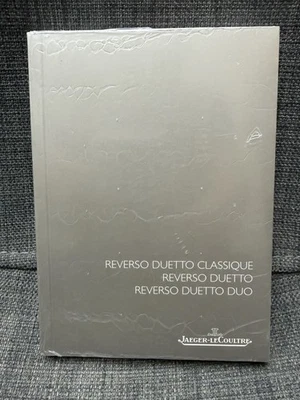 REVERSO DUETTO CLASSIQUE
REVERSO DUETTO
REVERSO DUETTO DUO
JAEGER-LECOULTRE